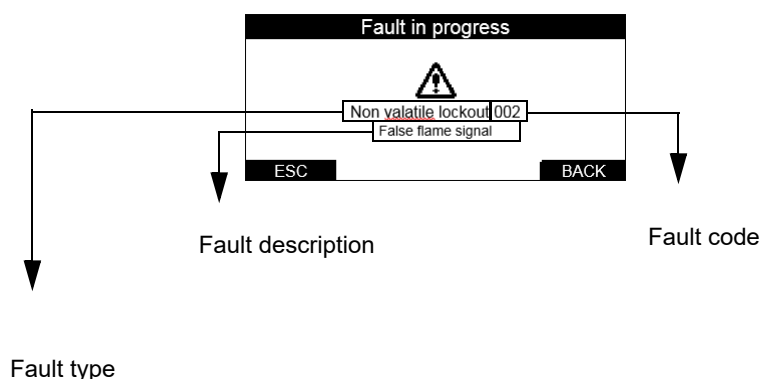 Fault in progress
Non valatile lockout 002
False flame signal
ESC BACK
Fault description
Fault code
Fault type